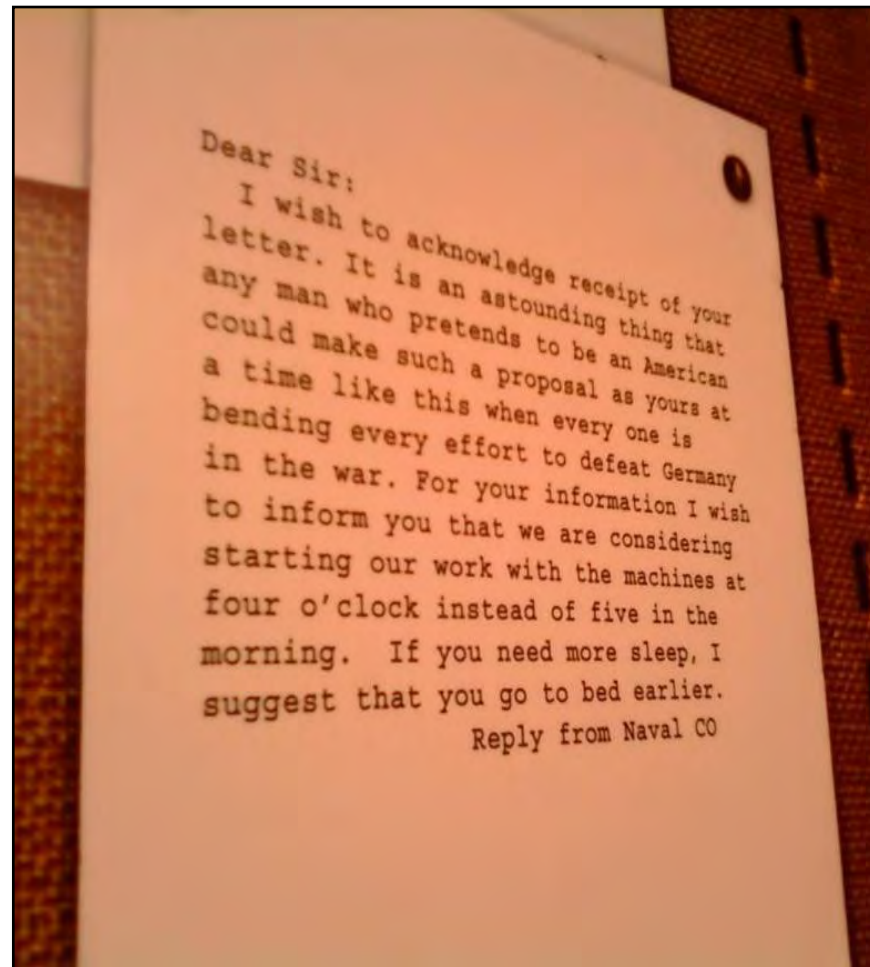 Dear Sir:
I wish to acknowledge receipt of your
letter. It is an astounding thing that
any man who pretends to be an American
could make such a proposal as yours at
a time like this when every one is
bending every effort to defeat Germany
in the war. For your information I wish
to inform you that we are considering
starting our work with the machines at
four o'clock instead of five in the
morning.  If you need more sleep, I
suggest that you go to bed earlier.
Reply from Naval CO